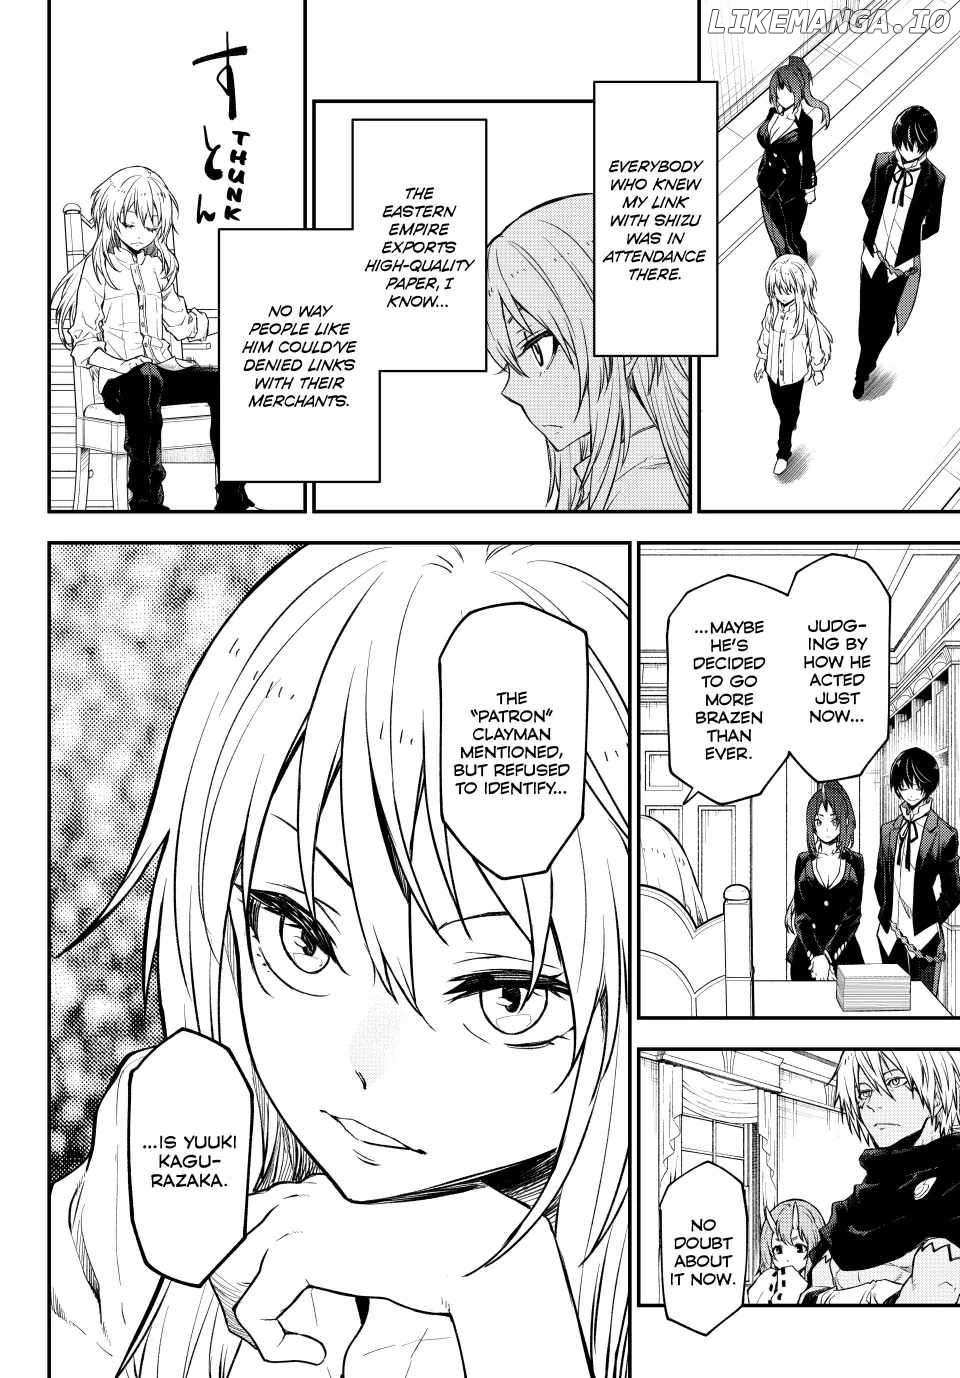 LIKEMANGA.IO
EVERYBODY
WHO KNEW
MY LINK
WITH SHIZU
WAS IN
ATTENDANCE
THERE.
THE
EASTERN
EMPIRE
EXPORTS
HIGH-QUALITY
PAPER, I
KNOW...
NO WAY
PEOPLE LIKE
HIM COULD'VE
DENIED LINKS
WITH THEIR
MERCHANTS.
すとん
THUNK
JUDG-
ING BY
HOW HE
ACTED
JUST
NOW...
...MAYBE
HE'S
DECIDED
TO GO
MORE
BRAZEN
THAN
EVER.
NO
DOUBT
ABOUT
IT NOW.
THE
"PATRON"
CLAYMAN
MENTIONED,
BUT REFUSED
TO IDENTIFY...
...IS YUUKI
KAGU-
RAZAKA.